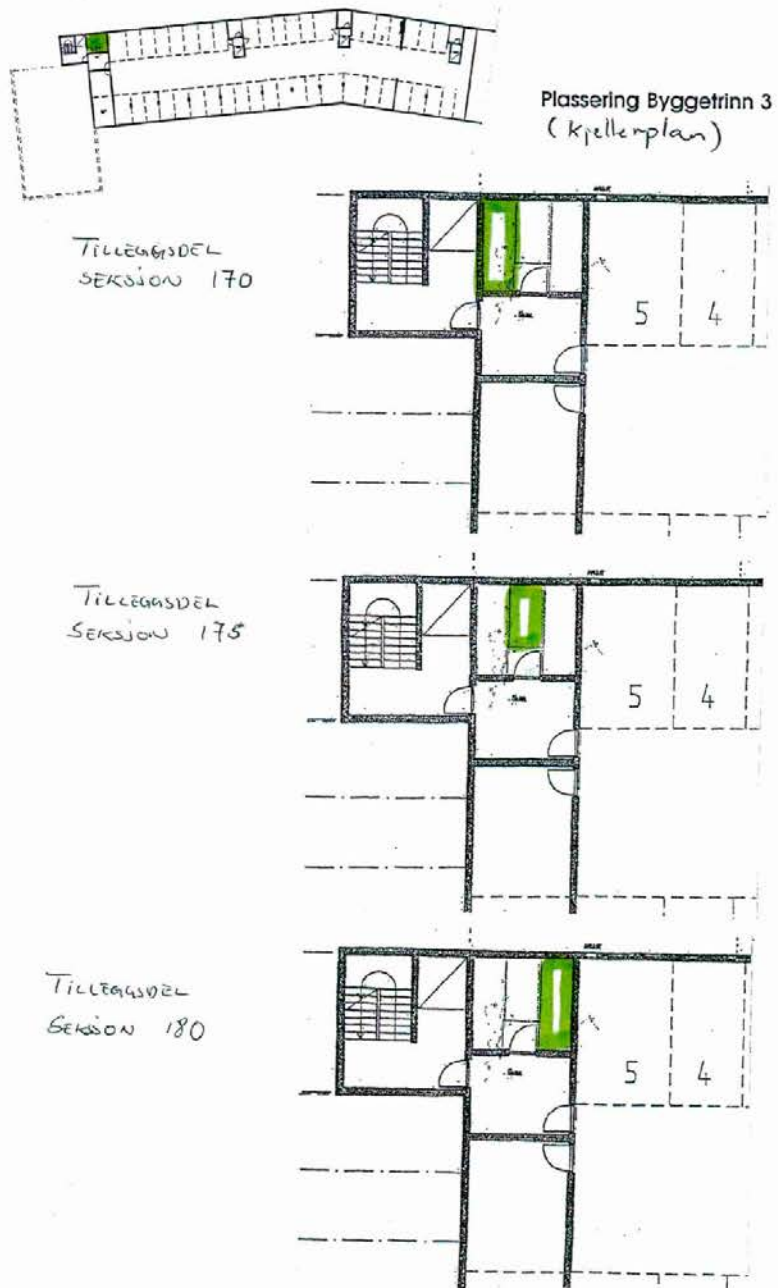 Plassering Byggetrinn 3
(Kjellerplan)
TILLEGGSDEL
SEKSJON 170
5 4
TILLEGGSDEL
SEKSJON 175
5 4
TILLEGGSDEL
SEKSJON 180
5 4